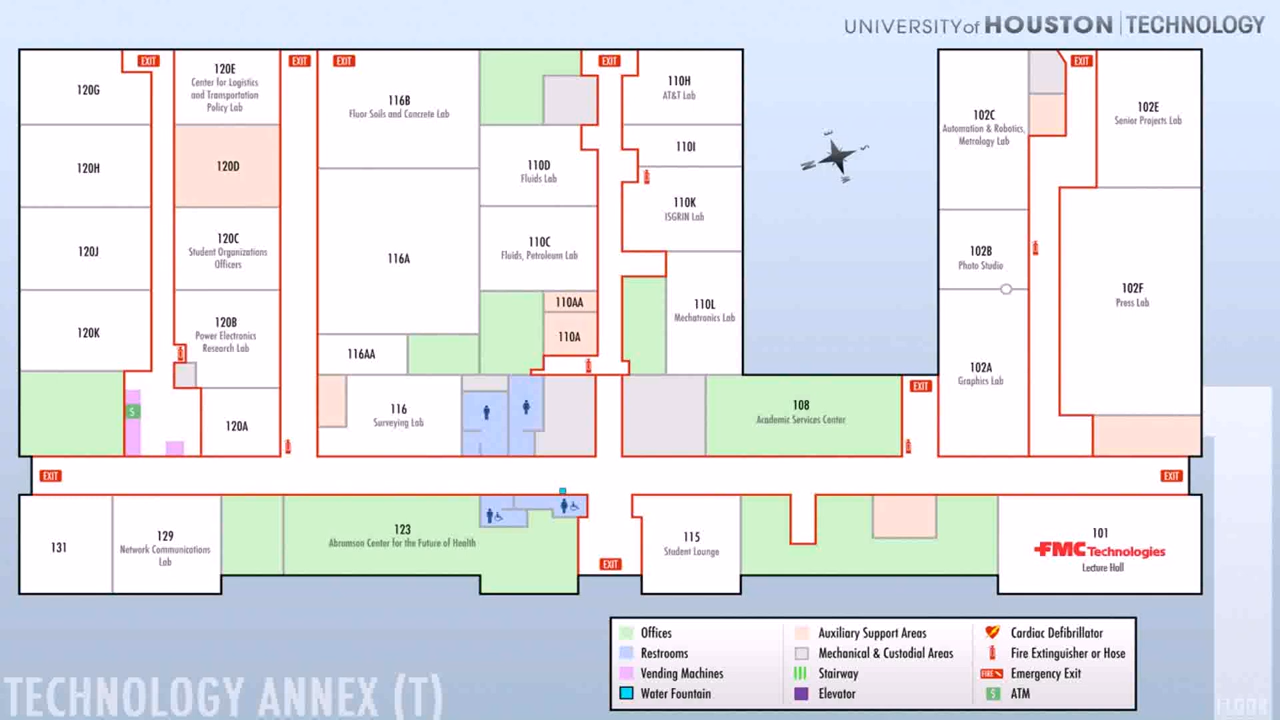 UNIVERSITY of HOUSTON | TECHNOLOGY
EXIT
EXIT
EXIT
EXIT
EXIT
120G
120E
Center for Logistics
and Transportation
Policy Lab
116B
Fluor Soils and Concrete Lab
110H
AT&T Lab
102C
Automation & Robotics,
Metrology Lab
102E
Senior Projects Lab
120H
120D
110D
Fluids Lab
110I
E
S
N
W
110K
ISGRIN Lab
120J
120C
Student Organizations
Officers
116A
110C
Fluids, Petroleum Lab
102B
Photo Studio
120K
120B
Power Electronics
Research Lab
110AA
110A
110L
Mechatronics Lab
102F
Press Lab
116AA
102A
Graphics Lab
EXIT
$
120A
116
Surveying Lab
108
Academic Services Center
EXIT
EXIT
131
129
Network Communications
Lab
123
Abramson Center for the Future of Health
115
Student Lounge
101
FMC Technologies
Lecture Hall
EXIT
Offices
Restrooms
Vending Machines
Water Fountain
Auxiliary Support Areas
Mechanical & Custodial Areas
Stairway
Elevator
Cardiac Defibrillator
Fire Extinguisher or Hose
FIRE
Emergency Exit
$
ATM
TECHNOLOGY ANNEX (T)